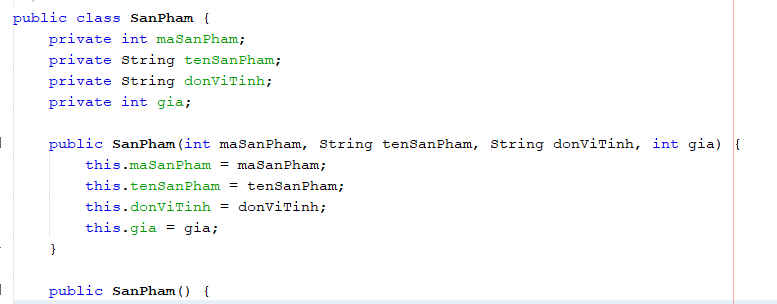 public class SanPham {
    private int maSanPham;
    private String tenSanPham;
    private String donViTinh;
    private int gia;

    public SanPham(int maSanPham, String tenSanPham, String donViTinh, int gia) {
        this.maSanPham = maSanPham;
        this.tenSanPham = tenSanPham;
        this.donViTinh = donViTinh;
        this.gia = gia;
    }

    public SanPham() {